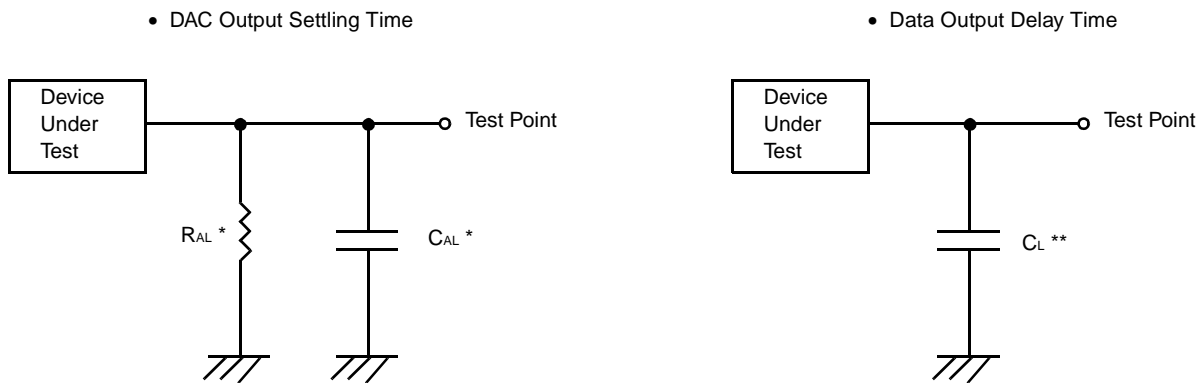 • DAC Output Settling Time
Device
Under
Test
Test Point
RAL *
CAL *
• Data Output Delay Time
Device
Under
Test
Test Point
CL **